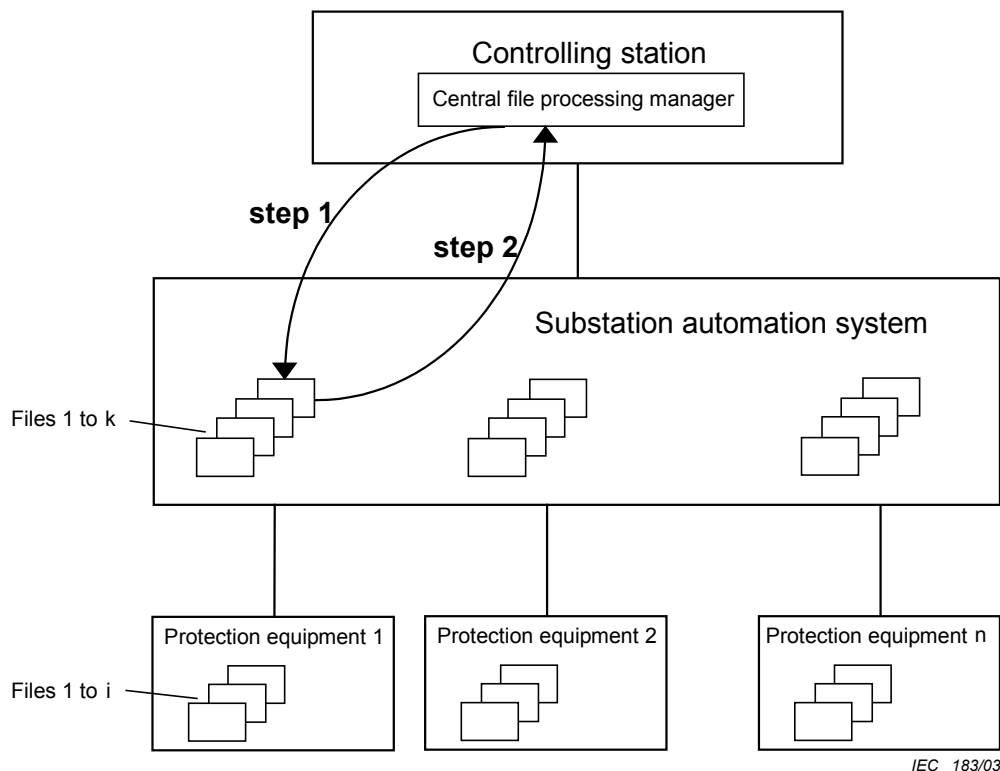 Controlling station
Central file processing manager
step 1
step 2
Substation automation system
Files 1 to k
Protection equipment 1
Protection equipment 2
Protection equipment n
Files 1 to i
IEC 183/03